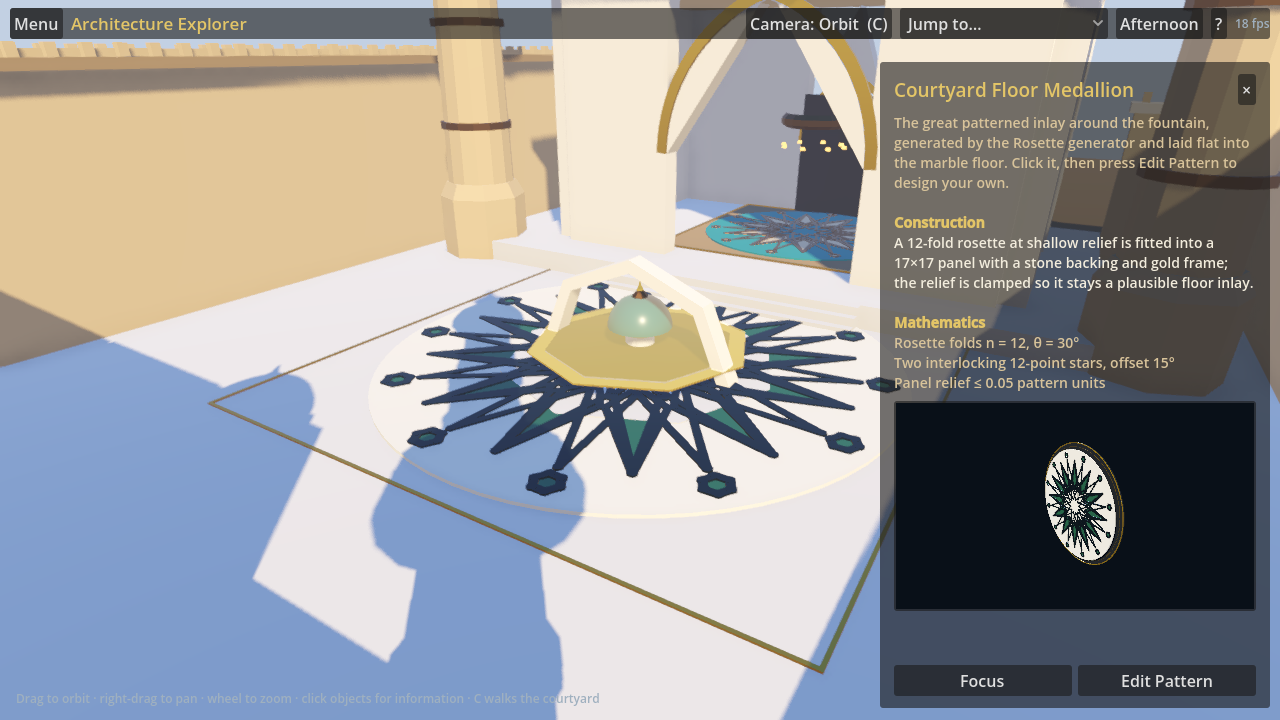 Menu
Architecture Explorer
Camera: Orbit (C)
Jump to...
Afternoon
?
18 fps
Courtyard Floor Medallion
×
The great patterned inlay around the fountain,
generated by the Rosette generator and laid flat into
the marble floor. Click it, then press Edit Pattern to
design your own.
Construction
A 12-fold rosette at shallow relief is fitted into a
17×17 panel with a stone backing and gold frame;
the relief is clamped so it stays a plausible floor inlay.
Mathematics
Rosette folds n = 12, θ = 30°
Two interlocking 12-point stars, offset 15°
Panel relief ≤ 0.05 pattern units
Focus
Edit Pattern
Drag to orbit · right-drag to pan · wheel to zoom · click objects for information · C walks the courtyard